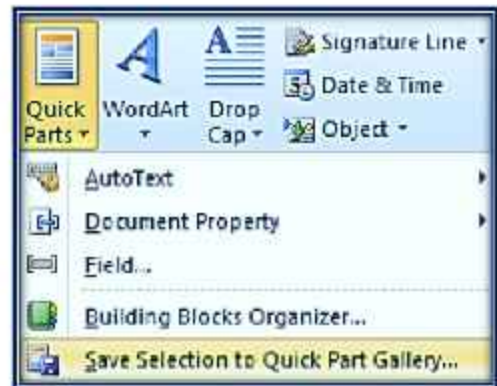 Signature Line
Date & Time
Object
Quick Parts
WordArt
Drop Cap
AutoText
Document Property
Field...
Building Blocks Organizer...
Save Selection to Quick Part Gallery...